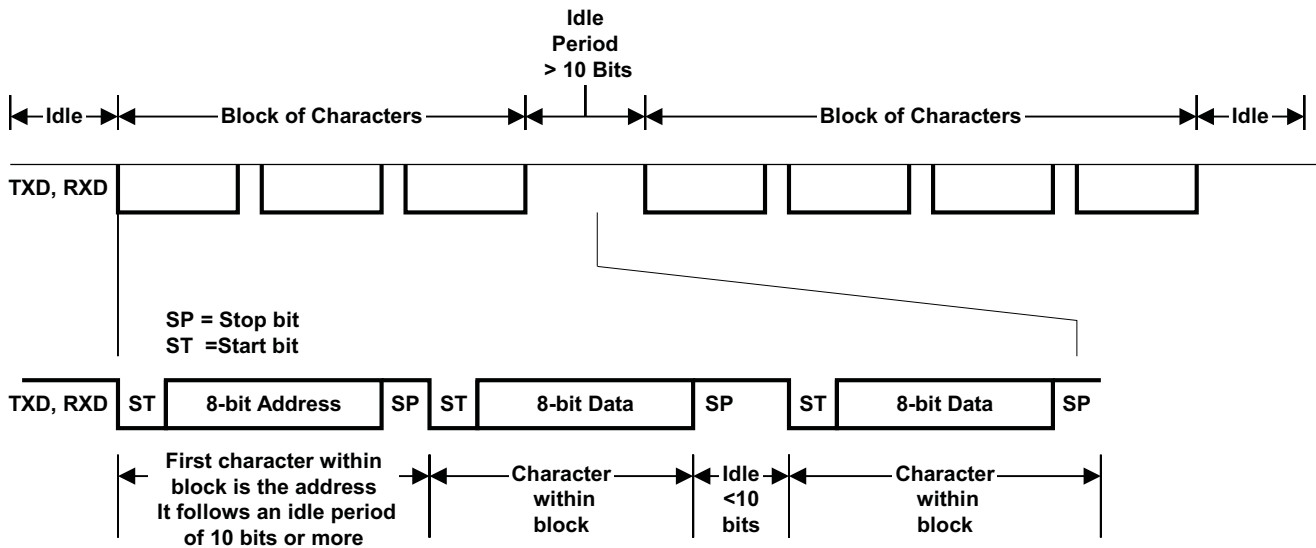 Idle
Period
> 10 Bits
Idle
Block of Characters
Block of Characters
Idle
TXD, RXD
SP = Stop bit
ST =Start bit
TXD, RXD
ST
8-bit Address
SP
ST
8-bit Data
SP
ST
8-bit Data
SP
First character within
block is the address
It follows an idle period
of 10 bits or more
Character
within
block
Idle
<10
bits
Character
within
block